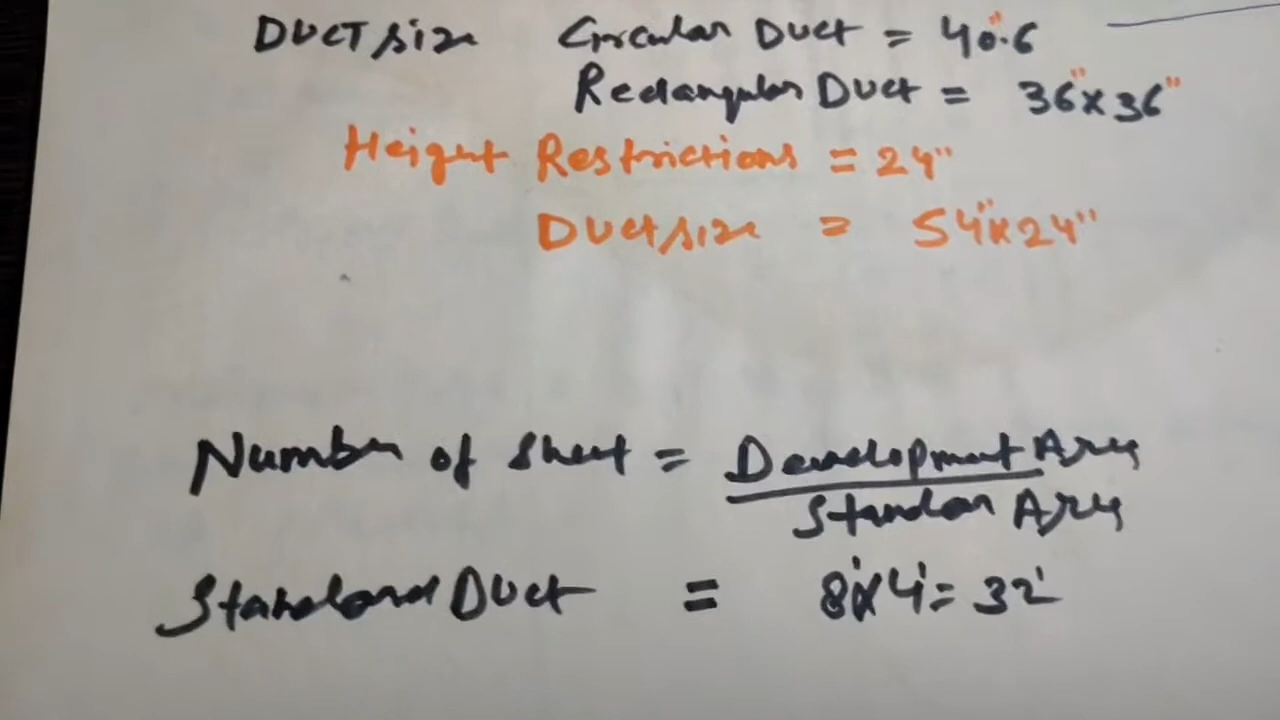 DUCT size Circular Duct = 40.6"
Rectangular Duct = 36"x36"
Height Restrictions = 24"
Duct size = 54"x24"
Number of Sheet = Development Area
Standar Area
Standard Duct = 8'x4'= 32'